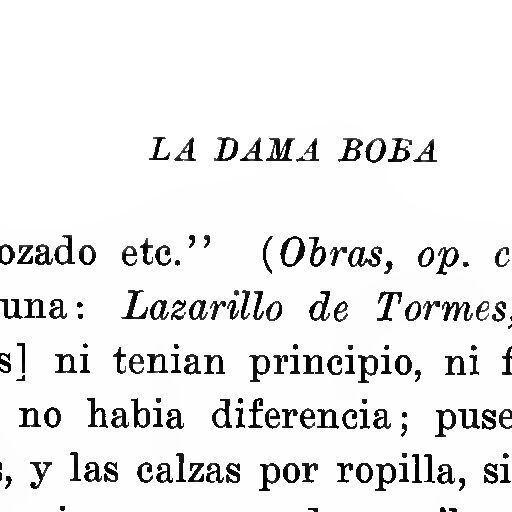 LA DAMA BOBA
ozado etc.’’ (Obras, op. c
una: Lazarillo de Tormes,
s] ni tenian principio, ni f
no habia diferencia; puse
s, y las calzas por ropilla, si